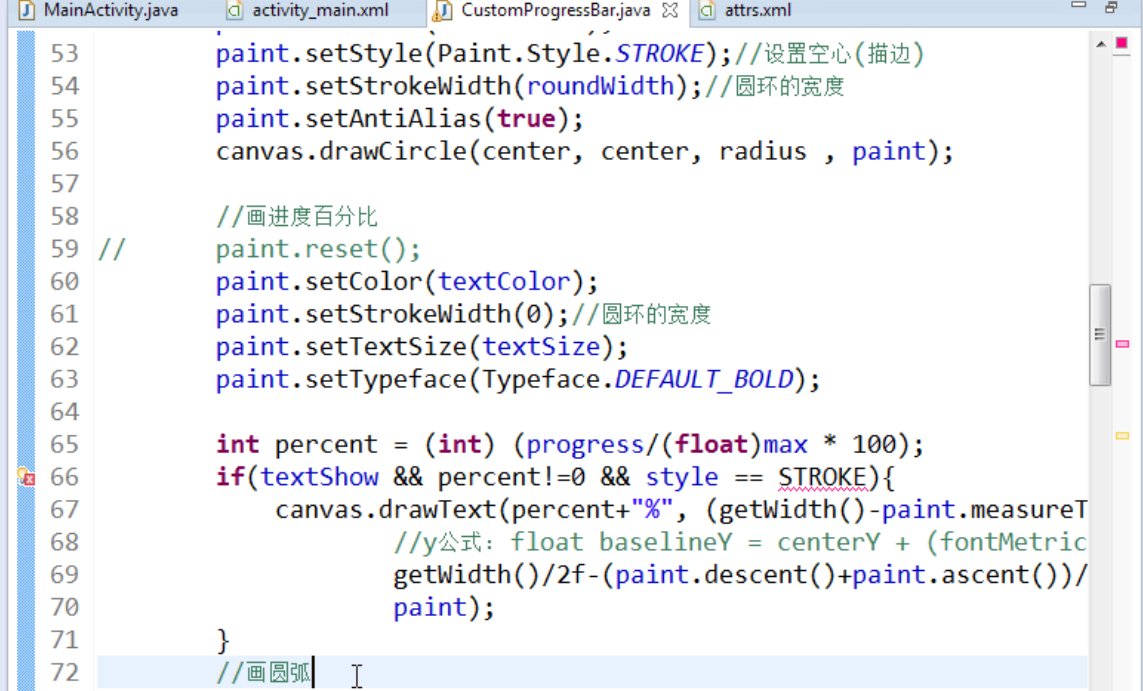 MainActivity.java activity_main.xml CustomProgressBar.java attrs.xml
53 paint.setStyle(Paint.Style.STROKE);//设置空心(描边)
54 paint.setStrokeWidth(roundWidth);//圆环的宽度
55 paint.setAntiAlias(true);
56 canvas.drawCircle(center, center, radius , paint);
57
58 //画进度百分比
59 // paint.reset();
60 paint.setColor(textColor);
61 paint.setStrokeWidth(0);//圆环的宽度
62 paint.setTextSize(textSize);
63 paint.setTypeface(Typeface.DEFAULT_BOLD);
64
65 int percent = (int) (progress/(float)max * 100);
66 if(textShow && percent!=0 && style == STROKE){
67 canvas.drawText(percent+"%", (getWidth()-paint.measureT
68 //y公式：float baselineY = centerY + (fontMetric
69 getWidth()/2f-(paint.descent()+paint.ascent())/
70 paint);
71 }
72 //画圆弧